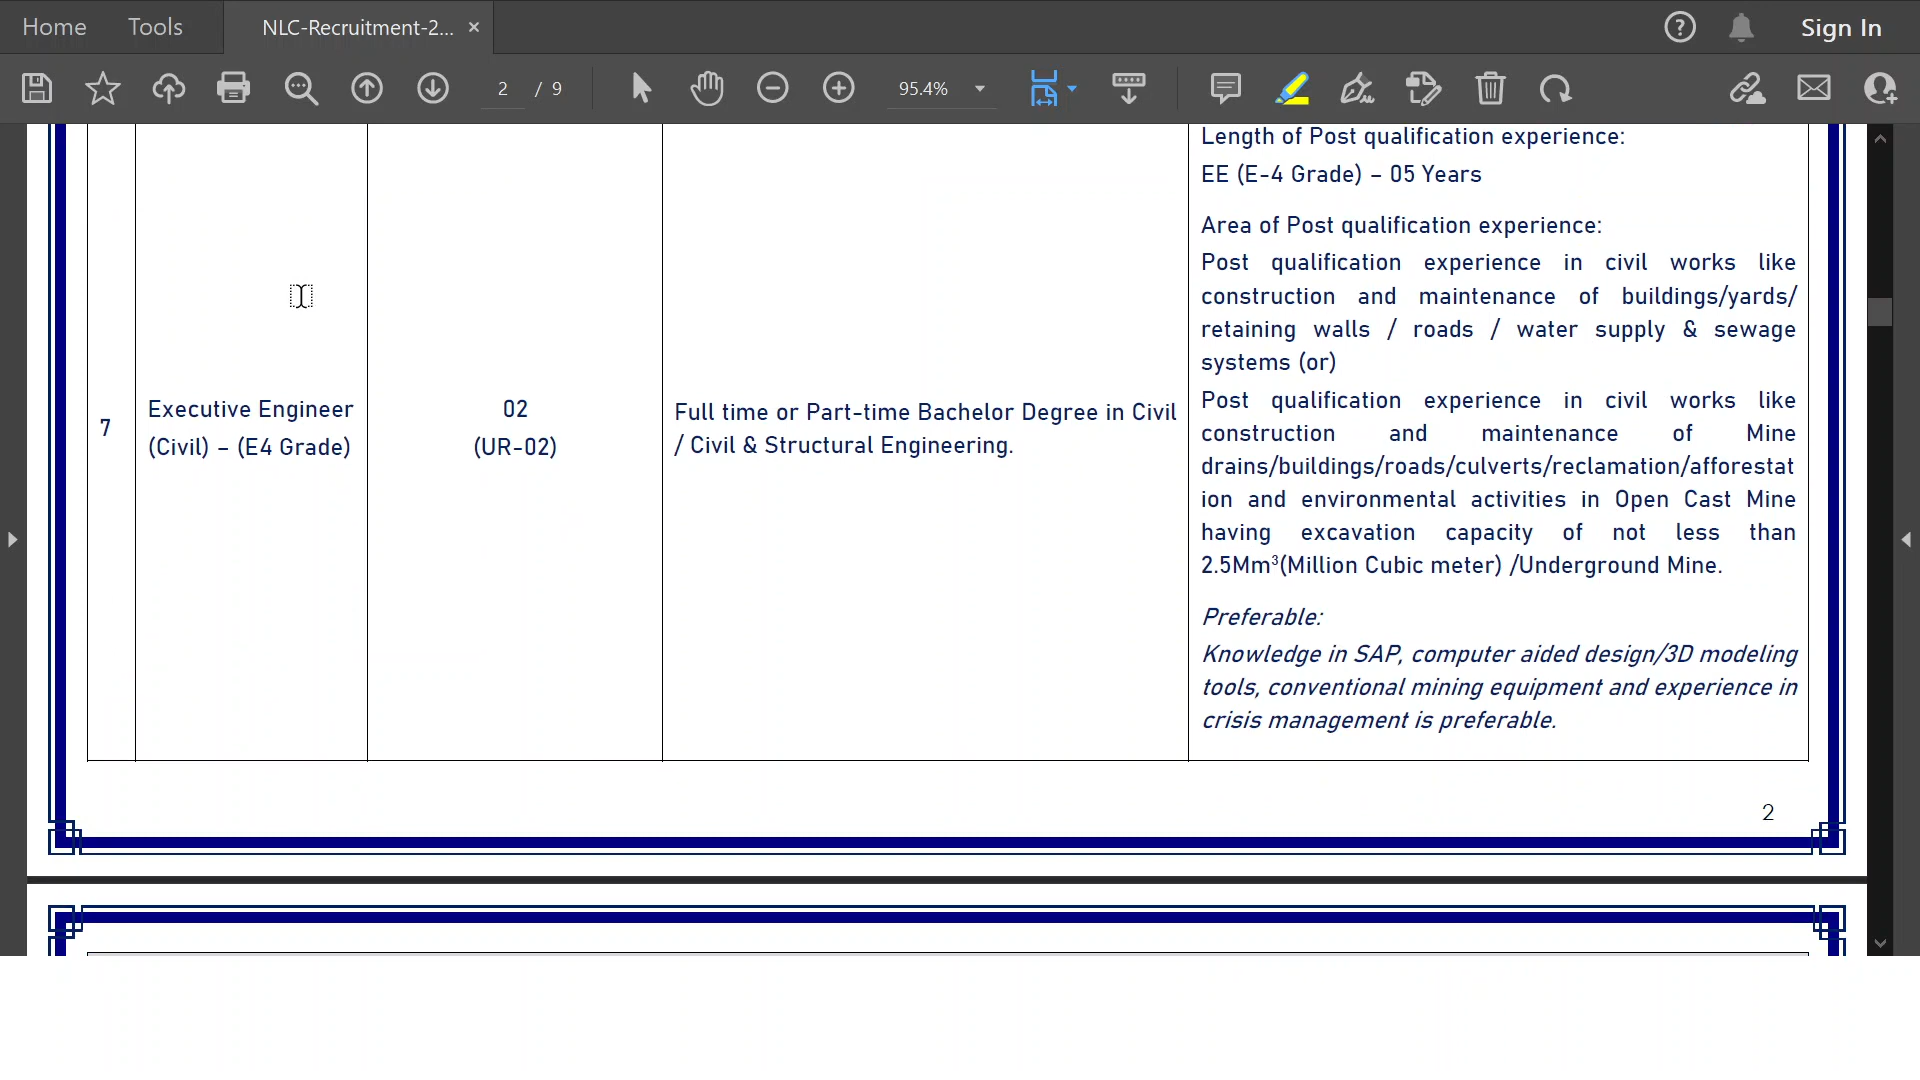 Home Tools NLC-Recruitment-2... × Sign In
2 / 9 95.4%
Length of Post qualification experience:
EE (E-4 Grade) – 05 Years
Area of Post qualification experience:
Post qualification experience in civil works like
construction and maintenance of buildings/yards/
retaining walls / roads / water supply & sewage
systems (or)
Post qualification experience in civil works like
construction and maintenance of Mine
drains/buildings/roads/culverts/reclamation/afforestat
ion and environmental activities in Open Cast Mine
having excavation capacity of not less than
2.5Mm³(Million Cubic meter) /Underground Mine.
Preferable:
Knowledge in SAP, computer aided design/3D modeling
tools, conventional mining equipment and experience in
crisis management is preferable.
7
Executive Engineer
(Civil) – (E4 Grade)
02
(UR-02)
Full time or Part-time Bachelor Degree in Civil
/ Civil & Structural Engineering.
2